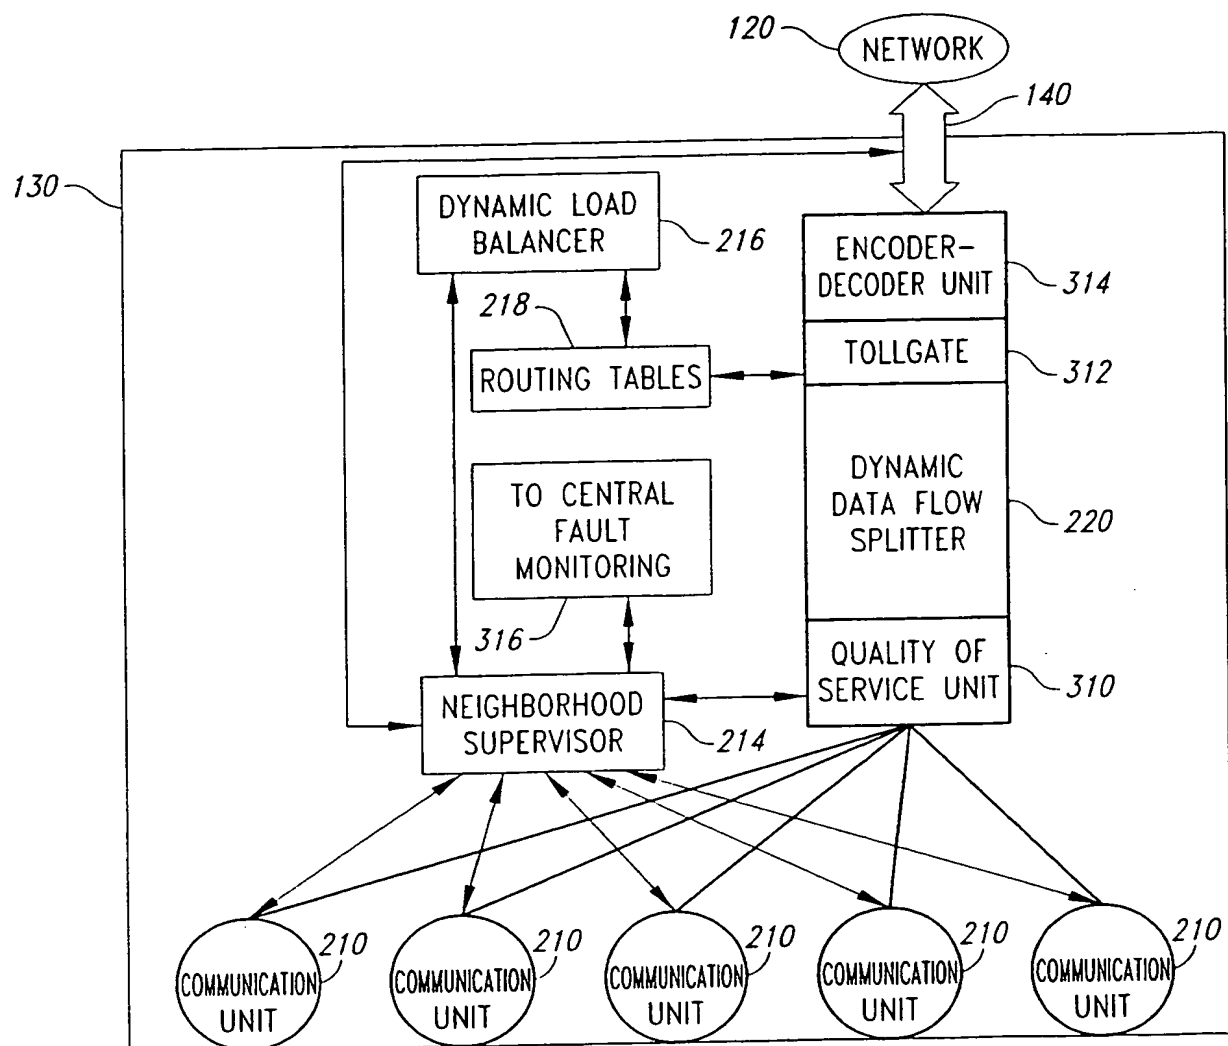 120
NETWORK
140
130
DYNAMIC LOAD
BALANCER
216
ENCODER-
DECODER UNIT
314
218
ROUTING TABLES
TOLLGATE
312
TO CENTRAL
FAULT
MONITORING
316
DYNAMIC
DATA FLOW
SPLITTER
220
QUALITY OF
SERVICE UNIT
310
NEIGHBORHOOD
SUPERVISOR
214
210
COMMUNICATION
UNIT
210
COMMUNICATION
UNIT
210
COMMUNICATION
UNIT
210
COMMUNICATION
UNIT
210
COMMUNICATION
UNIT